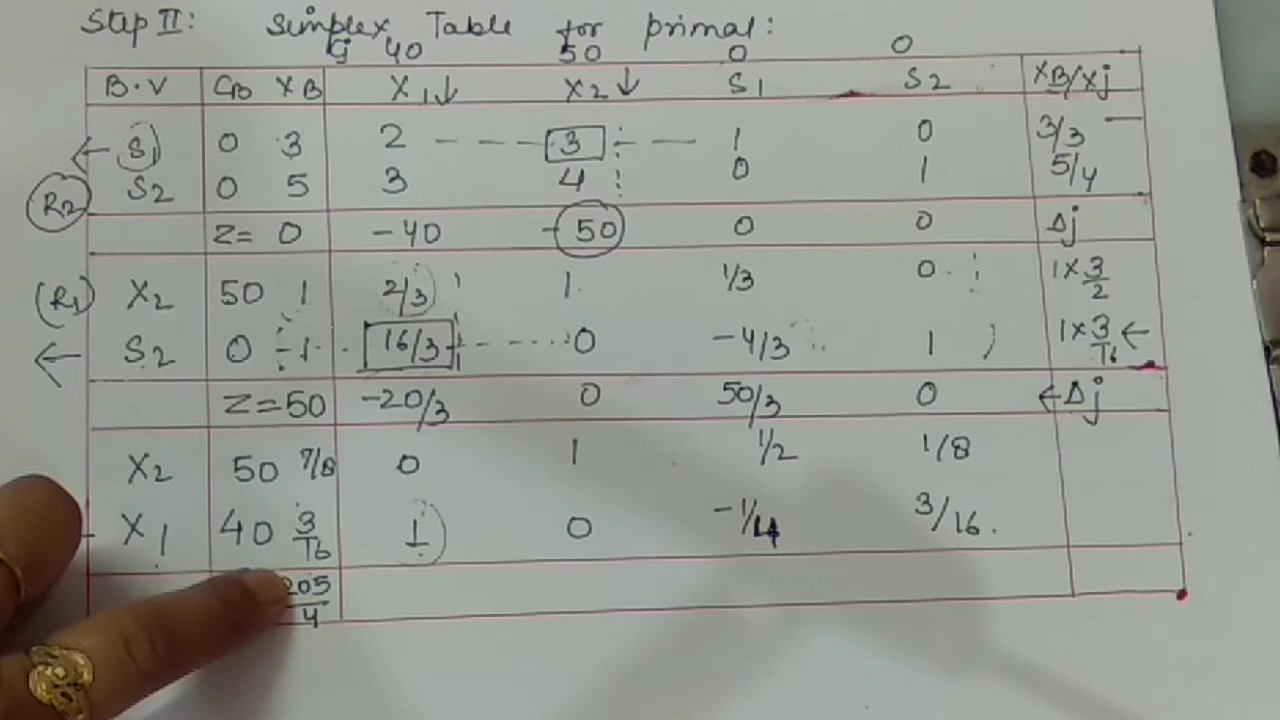 Step II: Simplex Table for primal:
Cj 40 50 0 0
B.V CB XB X1↓ X2↓ S1 S2 XB/Xj
← S1 0 3 2 3 1 0 3/3
R2 S2 0 5 3 4 0 1 5/4
Z= 0 -40 -50 0 0 Δj
(R1) X2 50 1 2/3 1 1/3 0 1×3/2
← S2 0 1 16/3 0 -4/3 1 1×3/16 ←
Z=50 -20/3 0 50/3 0 ←Δj
X2 50 7/8 0 1 1/2 1/8
X1 40 3/16 1 0 -1/4 3/16.
205/4